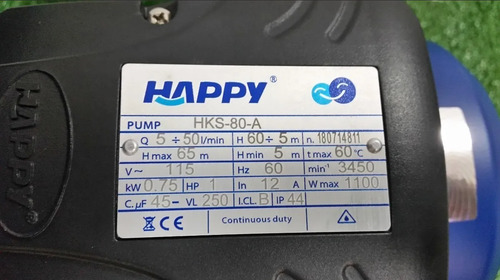 HAPPY
HAPPY
PUMP HKS-80-A
Q 5 ÷ 50 l/min H 60 ÷ 5 m n. 180714811
H max 65 m H min 5 m t max 60 °C
V~ 115 Hz 60 min⁻¹ 3450
kW 0.75 HP 1 In 12 A W max 1100
C.µF 45- VL 250 I.CL. B IP 44
CE Continuous duty